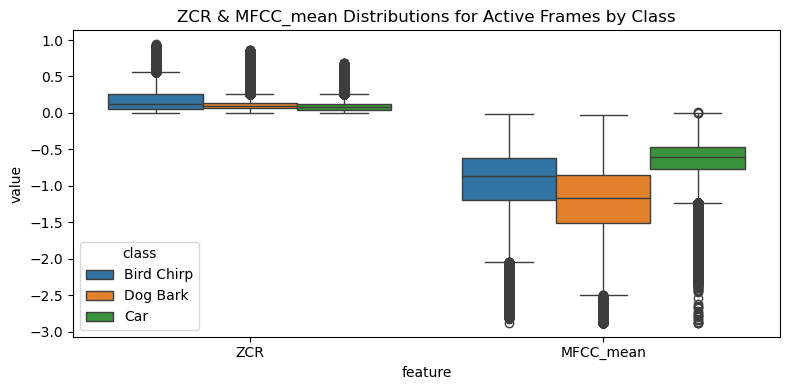 ZCR & MFCC_mean Distributions for Active Frames by Class
1.0
0.5
0.0
−0.5
−1.0
−1.5
−2.0
−2.5
−3.0
value
class
Bird Chirp
Dog Bark
Car
ZCR
MFCC_mean
feature